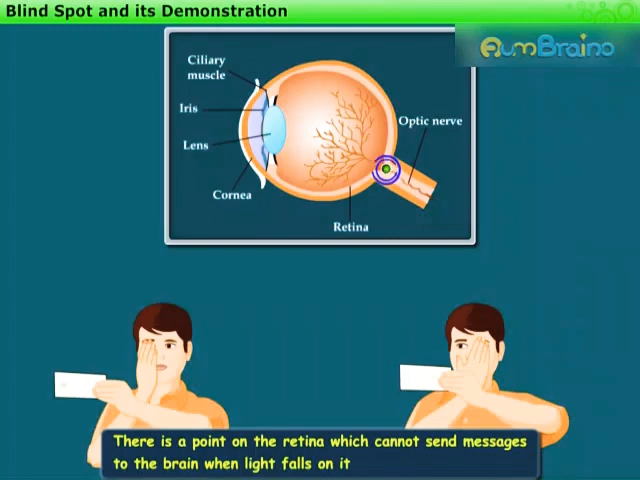 Blind Spot and its Demonstration
AumBraino
Ciliary
muscle
Iris
Optic nerve
Lens
Cornea
Retina
There is a point on the retina which cannot send messages
to the brain when light falls on it